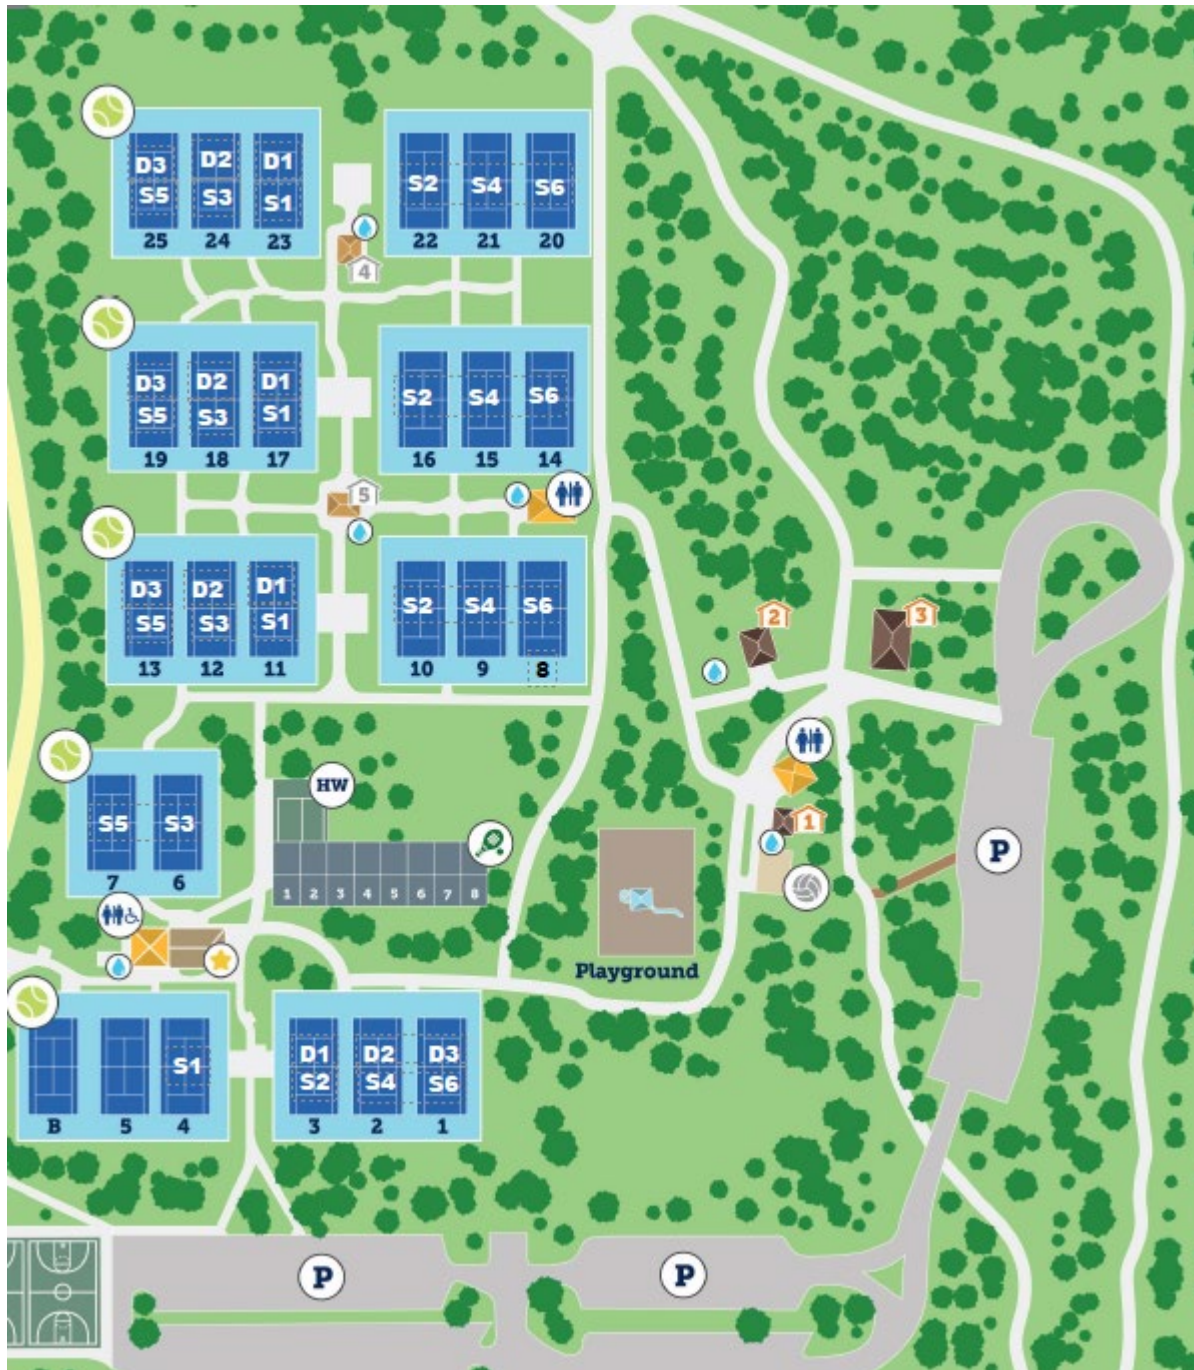 D3 D2 D1
S5 S3 S1
S2 S4 S6
25 24 23
22 21 20
4
D3 D2 D1
S5 S3 S1
S2 S4 S6
19 18 17
16 15 14
5
D3 D2 D1
S5 S3 S1
S2 S4 S6
13 12 11
10 9 8
2
3
S5 S3
7 6
HW
1 2 3 4 5 6 7 8
1
P
Playground
S1
B 5 4
D1 D2 D3
S2 S4 S6
3 2 1
P
P